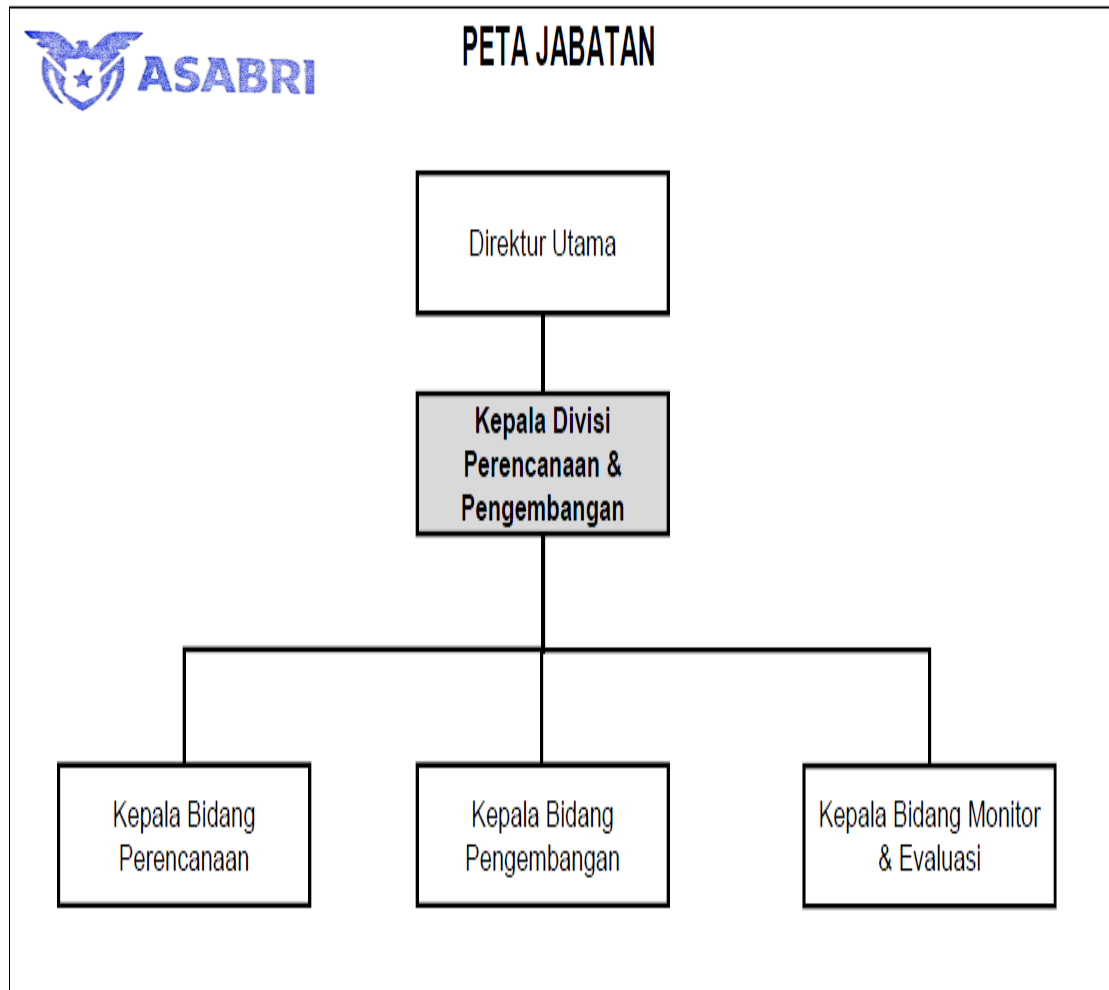 ASABRI
PETA JABATAN
Direktur Utama
Kepala Divisi
Perencanaan &
Pengembangan
Kepala Bidang
Perencanaan
Kepala Bidang
Pengembangan
Kepala Bidang Monitor
& Evaluasi